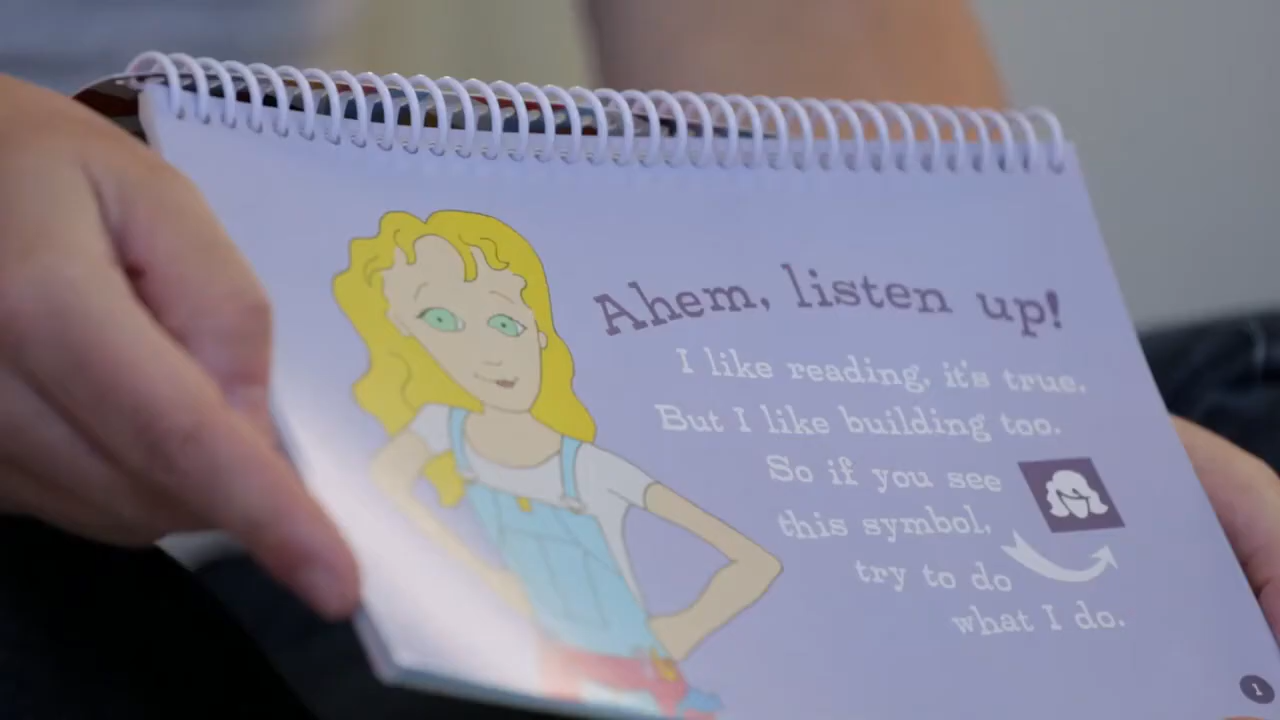 Ahem, listen up!
I like reading, it's true.
But I like building too.
So if you see
this symbol,
try to do
what I do.
1